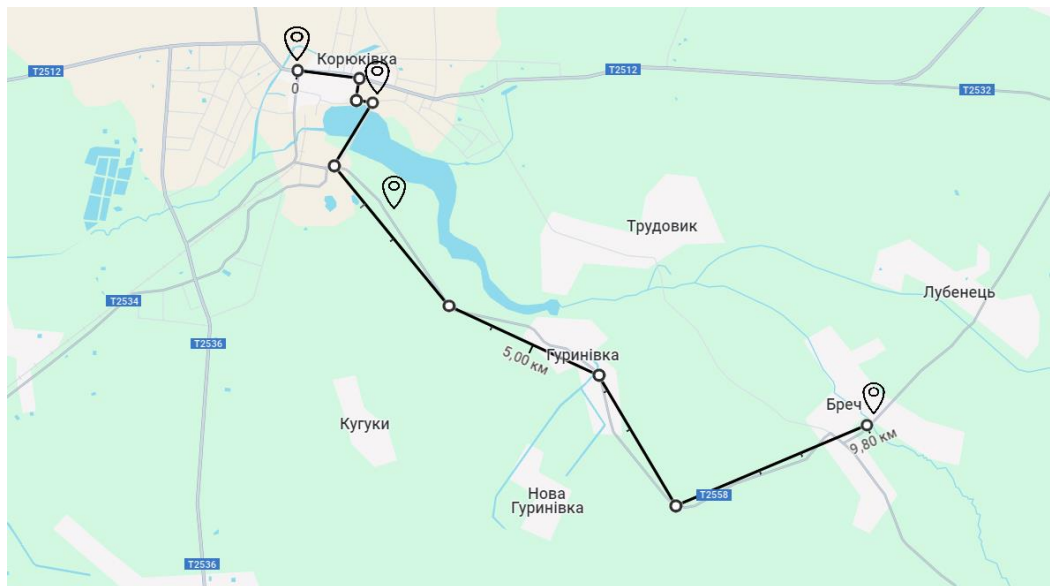 Корюківка
0
T2512
T2512
T2532
Трудовик
Лубенець
T2534
T2536
5,00 км
Гуринівка
Кугуки
Бреч
9,80 км
Нова
Гуринівка
T2558
T2536